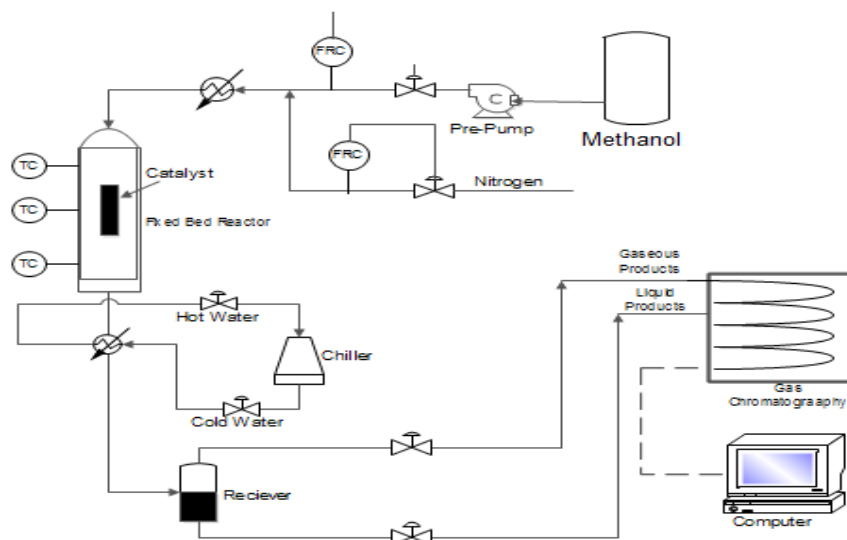 FRC
C
Pre-Pump
Methanol
FRC
Nitrogen
TC
Catalyst
TC
Fixed Bed Reactor
TC
Gaseous
Products
Liquid
Products
Hot Water
Chiller
Cold Water
Gas
Chromatograaphy
Reciever
Computer